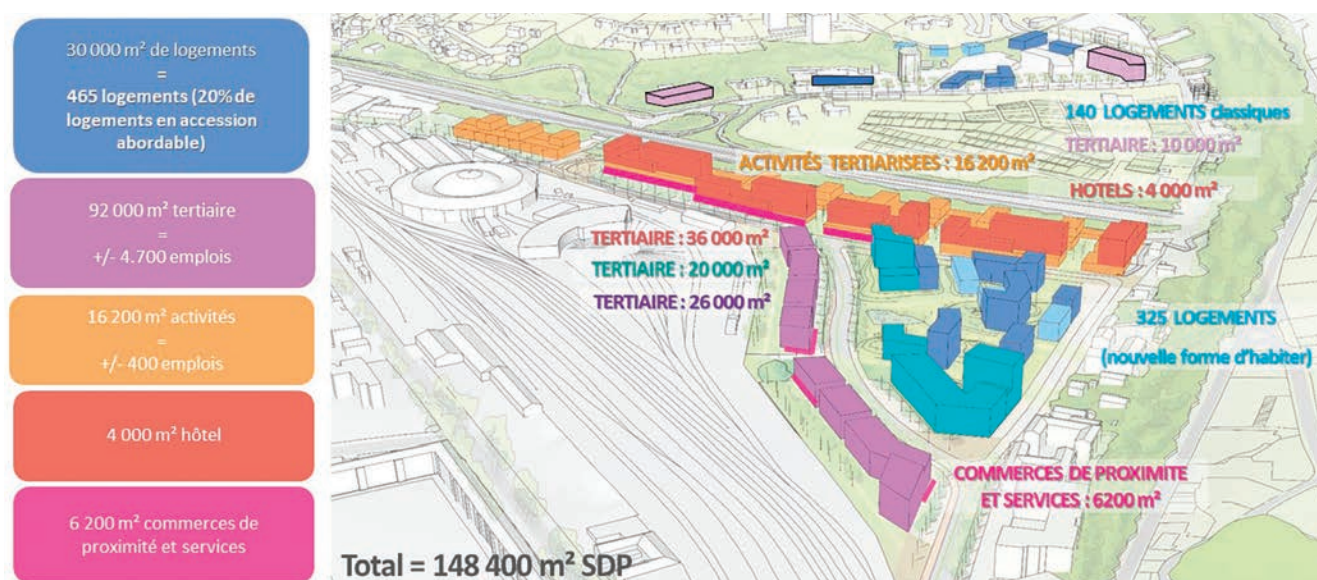 30 000 m² de logements
=
465 logements (20% de
logements en accession
abordable)
92 000 m² tertiaire
=
+/- 4.700 emplois
16 200 m² activités
=
+/- 400 emplois
4 000 m² hôtel
6 200 m² commerces de
proximité et services
140 LOGEMENTS classiques
TERTIAIRE : 10 000 m²
ACTIVITÉS TERTIARISEES : 16 200 m²
HOTELS : 4 000 m²
TERTIAIRE : 36 000 m²
TERTIAIRE : 20 000 m²
TERTIAIRE : 26 000 m²
325 LOGEMENTS
(nouvelle forme d'habiter)
COMMERCES DE PROXIMITE
ET SERVICES : 6200 m²
Total = 148 400 m² SDP